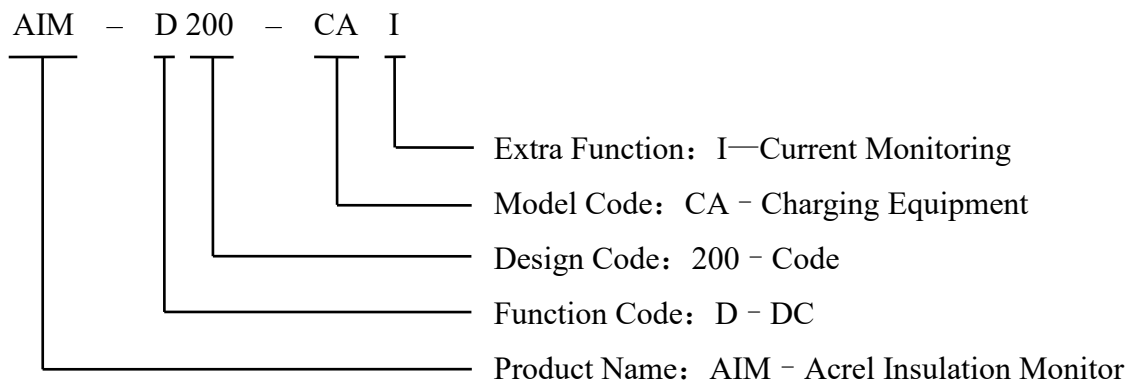 AIM – D 200 – CA I
Extra Function：I—Current Monitoring
Model Code：CA－Charging Equipment
Design Code：200－Code
Function Code：D－DC
Product Name：AIM－Acrel Insulation Monitor